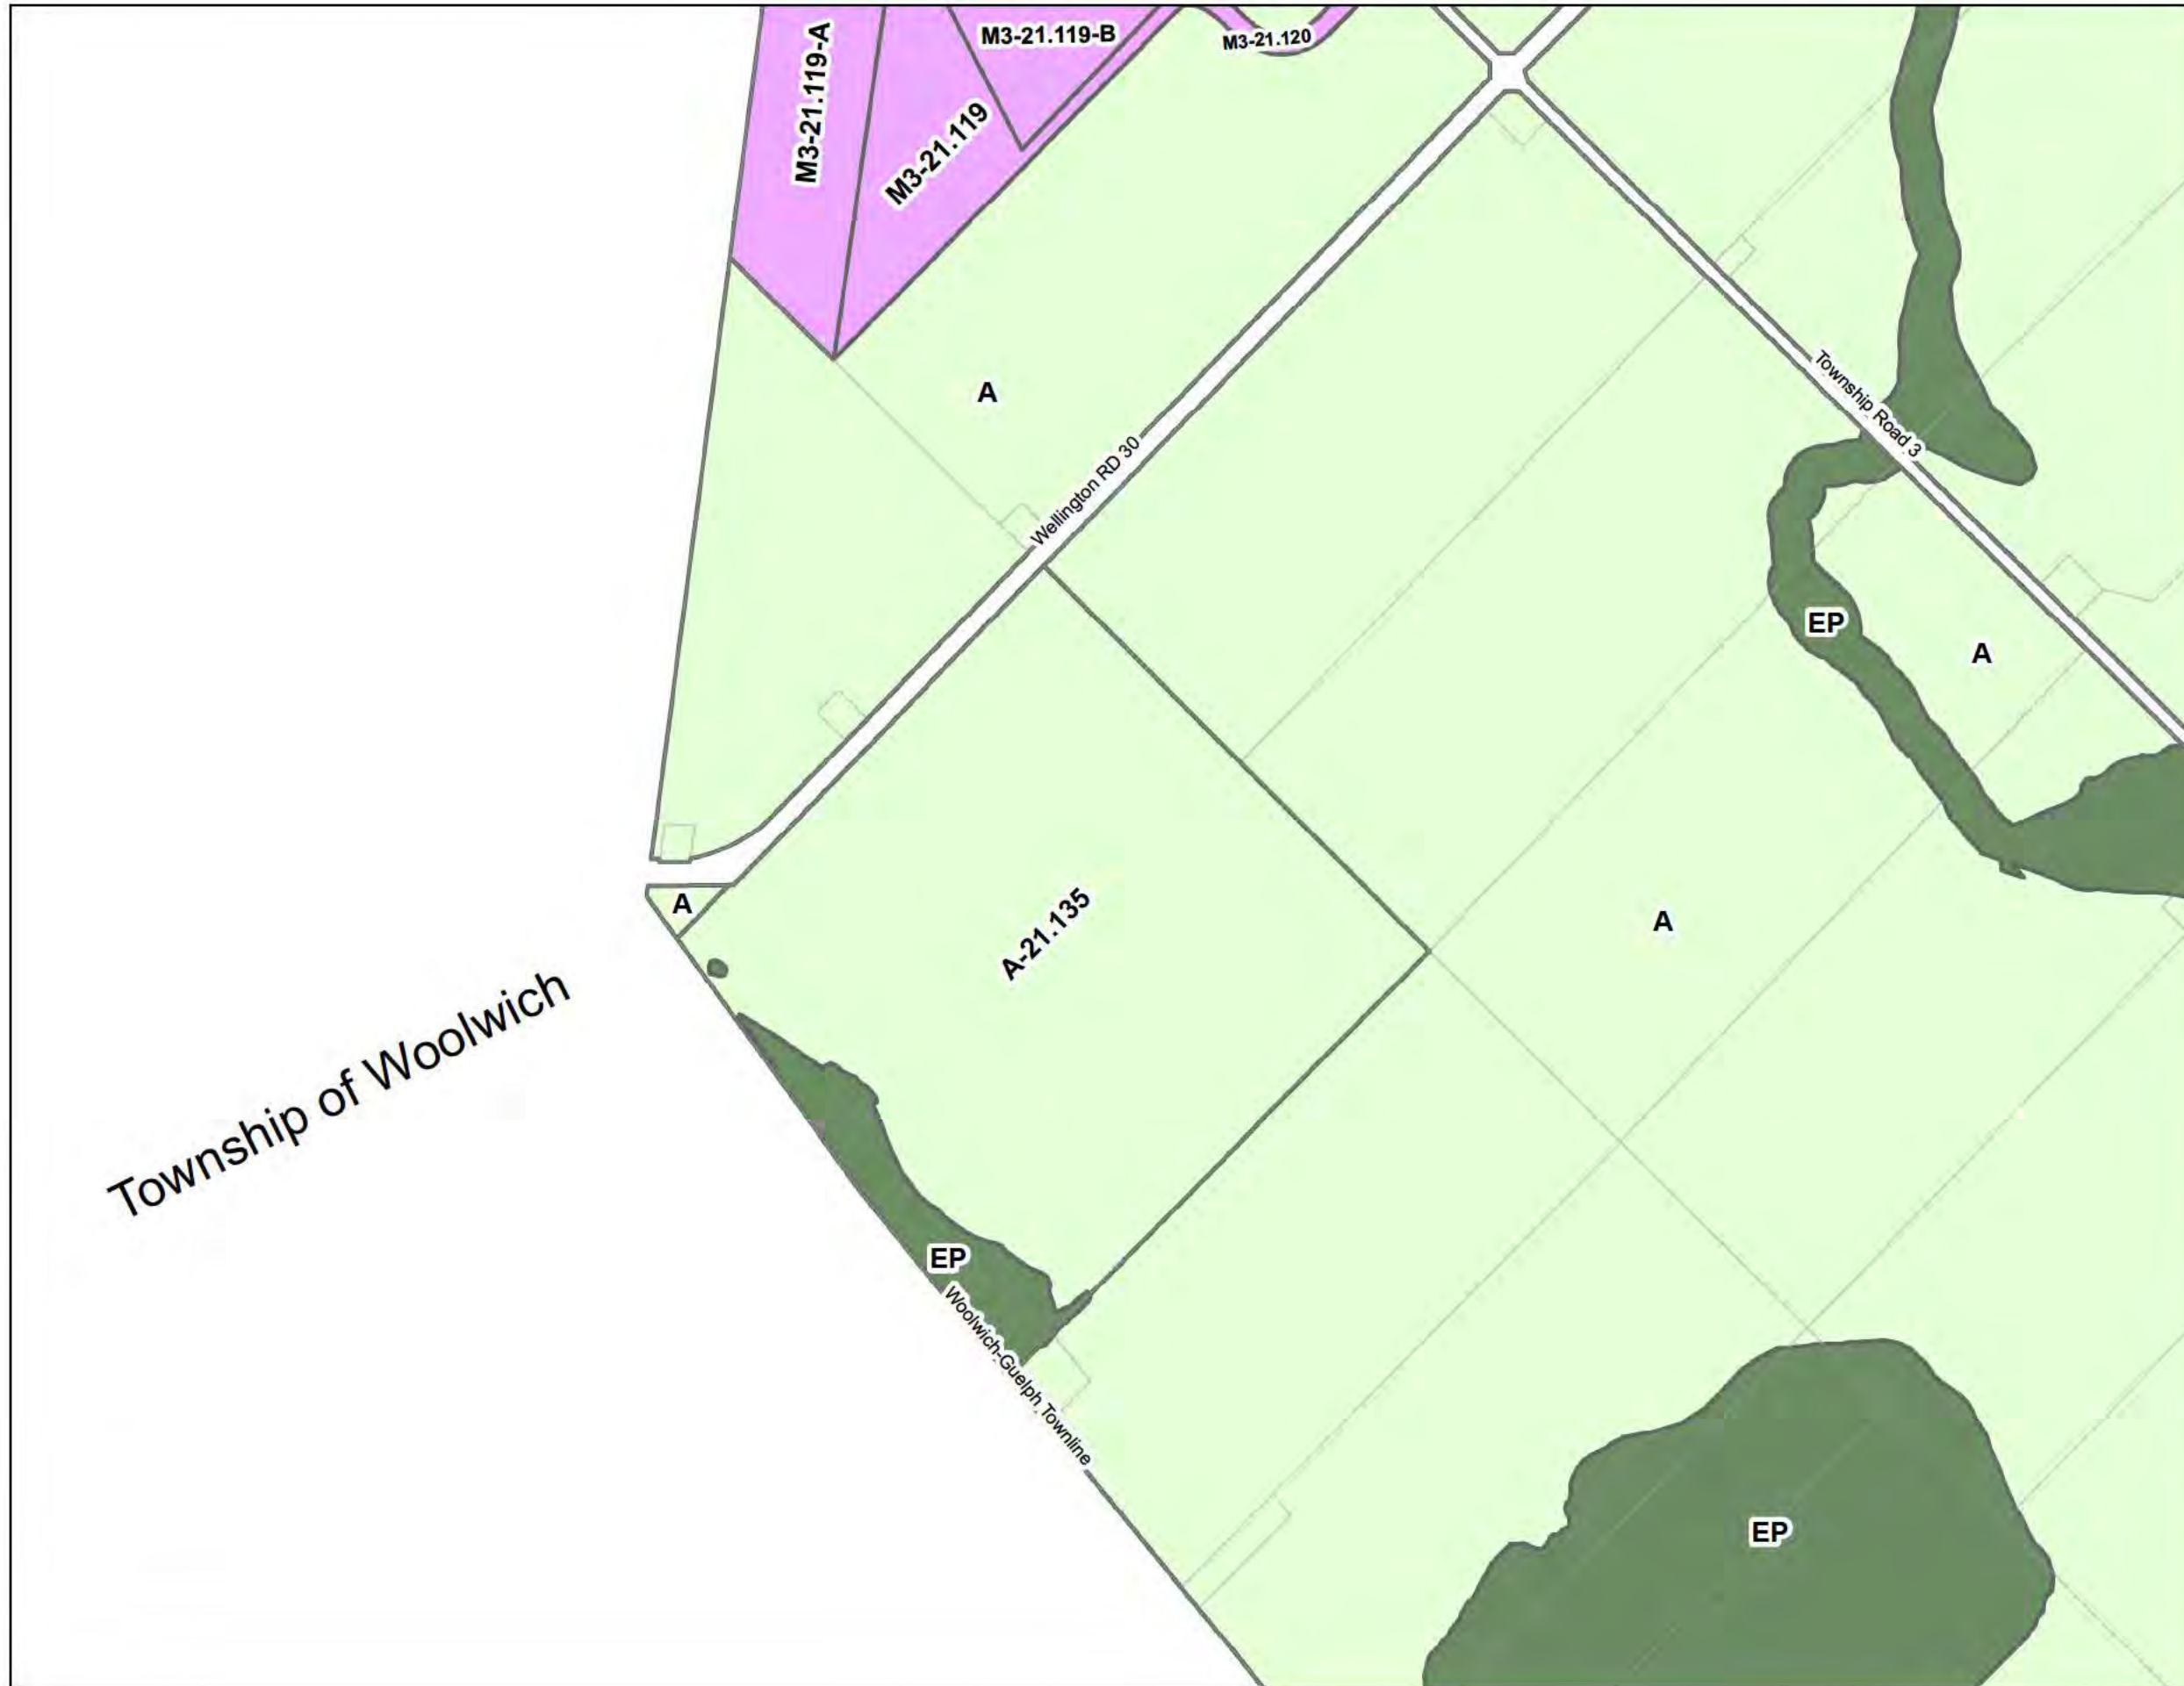 M3-21.119-A
M3-21.119-B
M3-21.120
M3-21.119
A
Wellington RD 30
Township Road 3
EP
A
A
A-21.135
A
Township of Woolwich
EP
Woolwich-Guelph Townline
EP